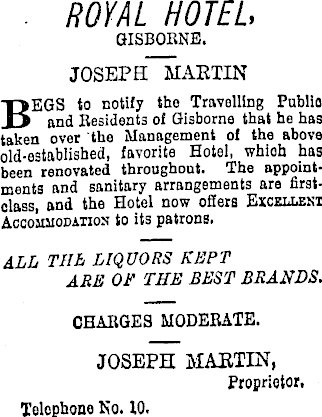 ROYAL HOTEL,
GISBORNE.
JOSEPH MARTIN
BEGS to notify the Travelling Public
and Residents of Gisborne that he has
taken over the Management of the above
old-established, favorite Hotel, which has
been renovated throughout. The appoint-
ments and sanitary arrangements are first-
class, and the Hotel now offers EXCELLENT
ACCOMMODATION to its patrons.
ALL THE LIQUORS KEPT
ARE OF THE BEST BRANDS.
CHARGES MODERATE.
JOSEPH MARTIN,
Proprietor.
Telephone No. 10.